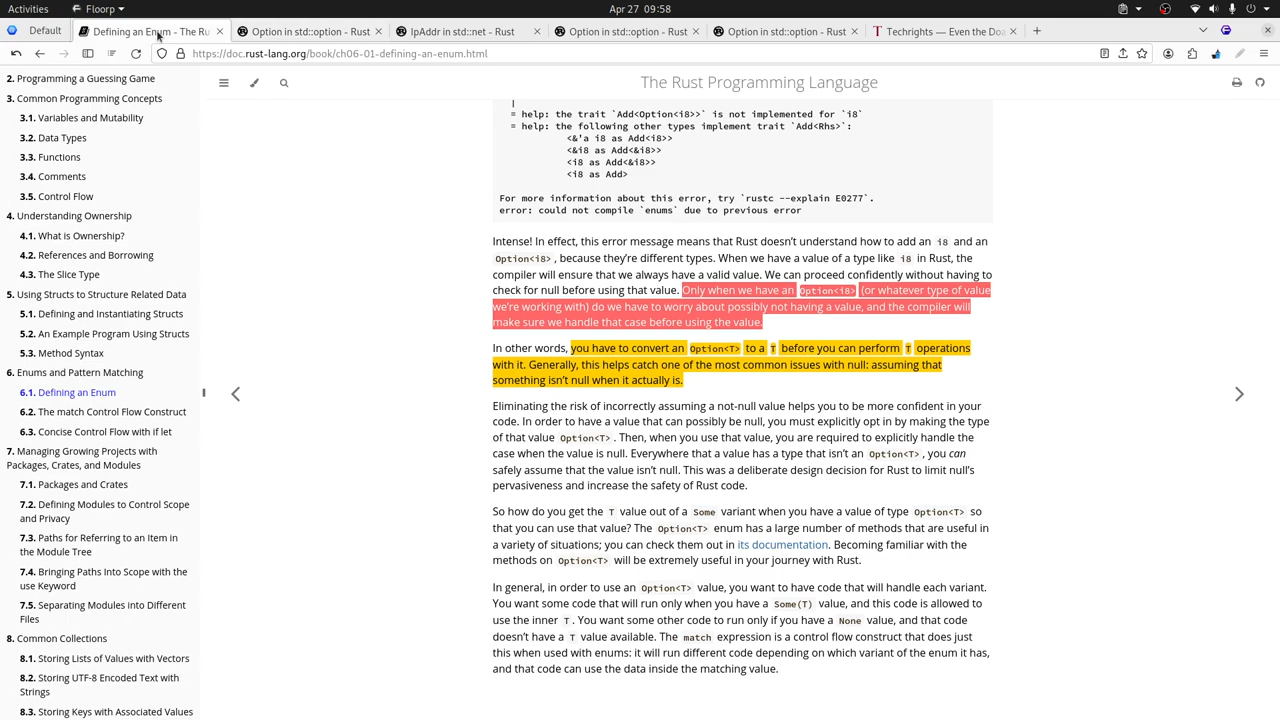 Activities
Floorp
Apr 27 09:58
Default
Defining an Enum - The Ru
Option in std::option - Rust
IpAddr in std::net - Rust
Option in std::option - Rust
Option in std::option - Rust
Techrights — Even the Doa
https://doc.rust-lang.org/book/ch06-01-defining-an-enum.html
2. Programming a Guessing Game
3. Common Programming Concepts
3.1. Variables and Mutability
3.2. Data Types
3.3. Functions
3.4. Comments
3.5. Control Flow
4. Understanding Ownership
4.1. What is Ownership?
4.2. References and Borrowing
4.3. The Slice Type
5. Using Structs to Structure Related Data
5.1. Defining and Instantiating Structs
5.2. An Example Program Using Structs
5.3. Method Syntax
6. Enums and Pattern Matching
6.1. Defining an Enum
6.2. The match Control Flow Construct
6.3. Concise Control Flow with if let
7. Managing Growing Projects with
Packages, Crates, and Modules
7.1. Packages and Crates
7.2. Defining Modules to Control Scope
and Privacy
7.3. Paths for Referring to an Item in
the Module Tree
7.4. Bringing Paths Into Scope with the
use Keyword
7.5. Separating Modules into Different
Files
8. Common Collections
8.1. Storing Lists of Values with Vectors
8.2. Storing UTF-8 Encoded Text with
Strings
8.3. Storing Keys with Associated Values
The Rust Programming Language
|
= help: the trait `Add<Option<i8>>` is not implemented for `i8`
= help: the following other types implement trait `Add<Rhs>`:
<&'a i8 as Add<i8>>
<&i8 as Add<&i8>>
<i8 as Add<&i8>>
<i8 as Add>
For more information about this error, try `rustc --explain E0277`.
error: could not compile `enums` due to previous error
Intense! In effect, this error message means that Rust doesn’t understand how to add an i8 and an
Option<i8>, because they’re different types. When we have a value of a type like i8 in Rust, the
compiler will ensure that we always have a valid value. We can proceed confidently without having to
check for null before using that value. Only when we have an Option<i8> (or whatever type of value
we’re working with) do we have to worry about possibly not having a value, and the compiler will
make sure we handle that case before using the value.
In other words, you have to convert an Option<T> to a T before you can perform T operations
with it. Generally, this helps catch one of the most common issues with null: assuming that
something isn’t null when it actually is.
Eliminating the risk of incorrectly assuming a not-null value helps you to be more confident in your
code. In order to have a value that can possibly be null, you must explicitly opt in by making the type
of that value Option<T>. Then, when you use that value, you are required to explicitly handle the
case when the value is null. Everywhere that a value has a type that isn’t an Option<T>, you can
safely assume that the value isn’t null. This was a deliberate design decision for Rust to limit null’s
pervasiveness and increase the safety of Rust code.
So how do you get the T value out of a Some variant when you have a value of type Option<T> so
that you can use that value? The Option<T> enum has a large number of methods that are useful in
a variety of situations; you can check them out in its documentation. Becoming familiar with the
methods on Option<T> will be extremely useful in your journey with Rust.
In general, in order to use an Option<T> value, you want to have code that will handle each variant.
You want some code that will run only when you have a Some(T) value, and this code is allowed to
use the inner T. You want some other code to run only if you have a None value, and that code
doesn’t have a T value available. The match expression is a control flow construct that does just
this when used with enums: it will run different code depending on which variant of the enum it has,
and that code can use the data inside the matching value.